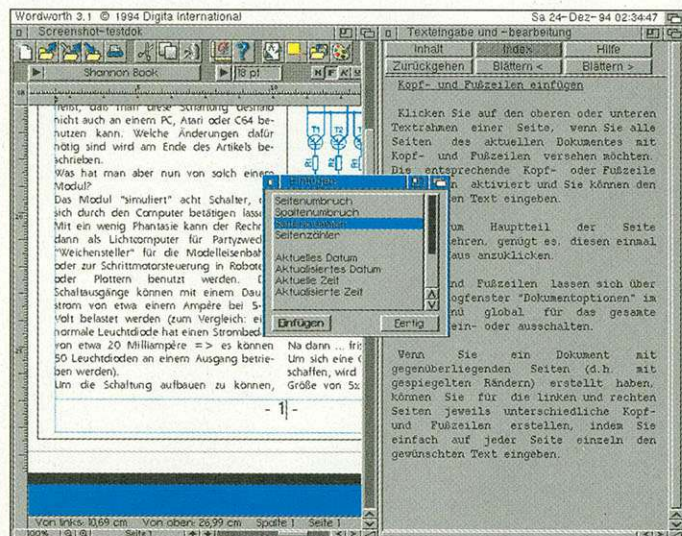 Wordworth 3.1 © 1994 Digita International
Sa 24-Dez-94 02:34:47
Screenshot-testdok
Shannon Book
18 pt
N F K U
heißt, daß man diese Schaltung deshalb
nicht auch an einem PC, Atari oder C64 be-
nutzen kann. Welche Änderungen dafür
nötig sind wird am Ende des Artikels be-
schrieben.
Was hat man aber nun von solch einem
Modul?
Das Modul "simuliert" acht Schalter,
sich durch den Computer betätigen
Mit ein wenig Phantasie kann der
dann als Lichtcomputer für
"Weichensteller" für die
oder zur Schrittmotorsteuerung in
oder Plottern benutzt werden.
Schaltausgänge können mit einem
strom von etwa einem Ampère bei 5-
Volt belastet werden (zum Vergleich:
normale Leuchtdiode hat einen
von etwa 20 Milliampére => es können
50 Leuchtdioden an einem Ausgang betrie-
ben werden).
Um die Schaltung aufbauen zu können,
T1 T2
R1 R2
Na dann ...
Um sich eine
schaffen, wird
Größe von 5x
- 1 -
Von links: 10,69 cm Von oben: 26,99 cm Spalte 1 Seite 1
100% Seite 1
Einfügen
Seitenumbruch
Spaltenumbruch
Seitenzähler
Aktuelles Datum
Aktualisiertes Datum
Aktuelle Zeit
Aktualisierte Zeit
Einfügen Fertig
Texteingabe und -bearbeitung
Inhalt Index Hilfe
Zurückgehen Blättern < Blättern >
Kopf- und Fußzeilen einfügen
Klicken Sie auf den oberen oder unteren
Textrahmen einer Seite, wenn Sie alle
Seiten des aktuellen Dokumentes mit
Kopf- und Fußzeilen versehen möchten.
Die entsprechende Kopf- oder Fußzeile
aktiviert und Sie können den
Text eingeben.
Hauptteil der Seite
genügt es, diesen einmal
anzuklicken.
und Fußzeilen lassen sich über
"Dokumentoptionen" im
global für das gesamte
ein- oder ausschalten.
Wenn Sie ein Dokument mit
gegenüberliegenden Seiten (d.h. mit
gespiegelten Rändern) erstellt haben,
können Sie für die linken und rechten
Seiten jeweils unterschiedliche Kopf-
und Fußzeilen erstellen, indem Sie
einfach auf jeder Seite einzeln den
gewünschten Text eingeben.